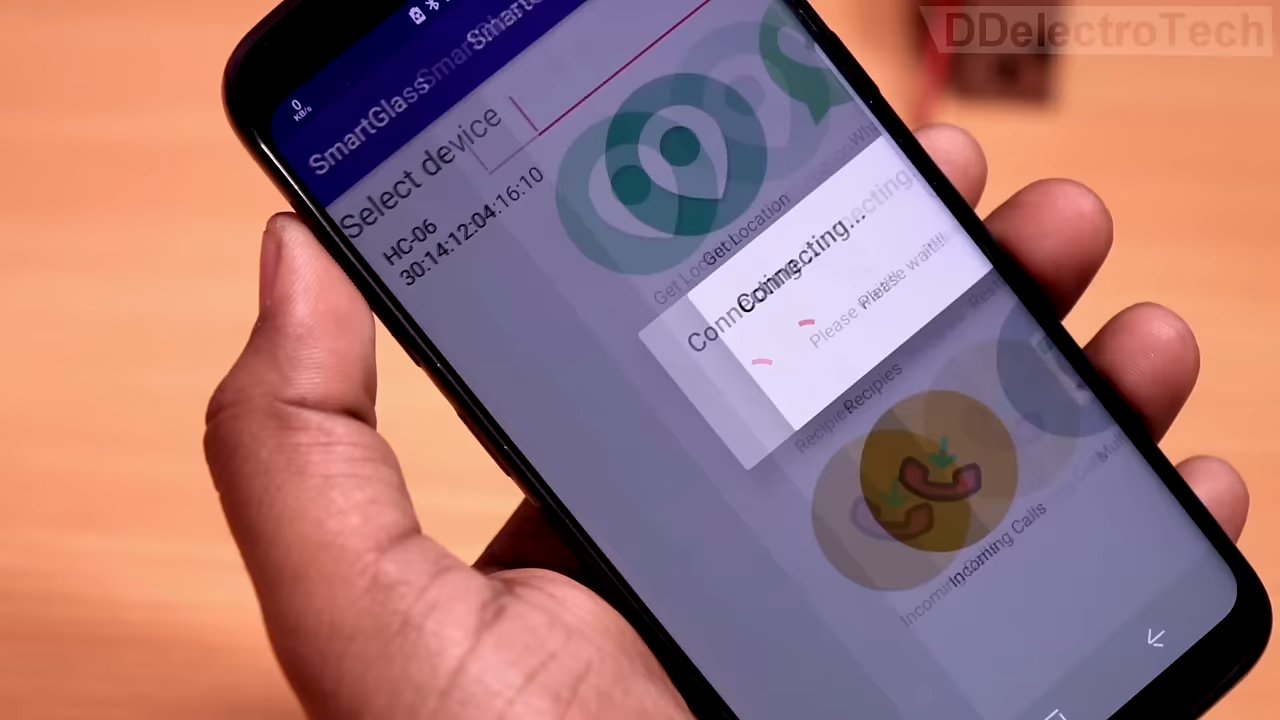 DDelectroTech
0
KB/s
SmartGlass
Select device
HC-06
30:14:12:04:16:10
Get Location
Connecting...
Please wait!!!
Recipies
Incoming Calls